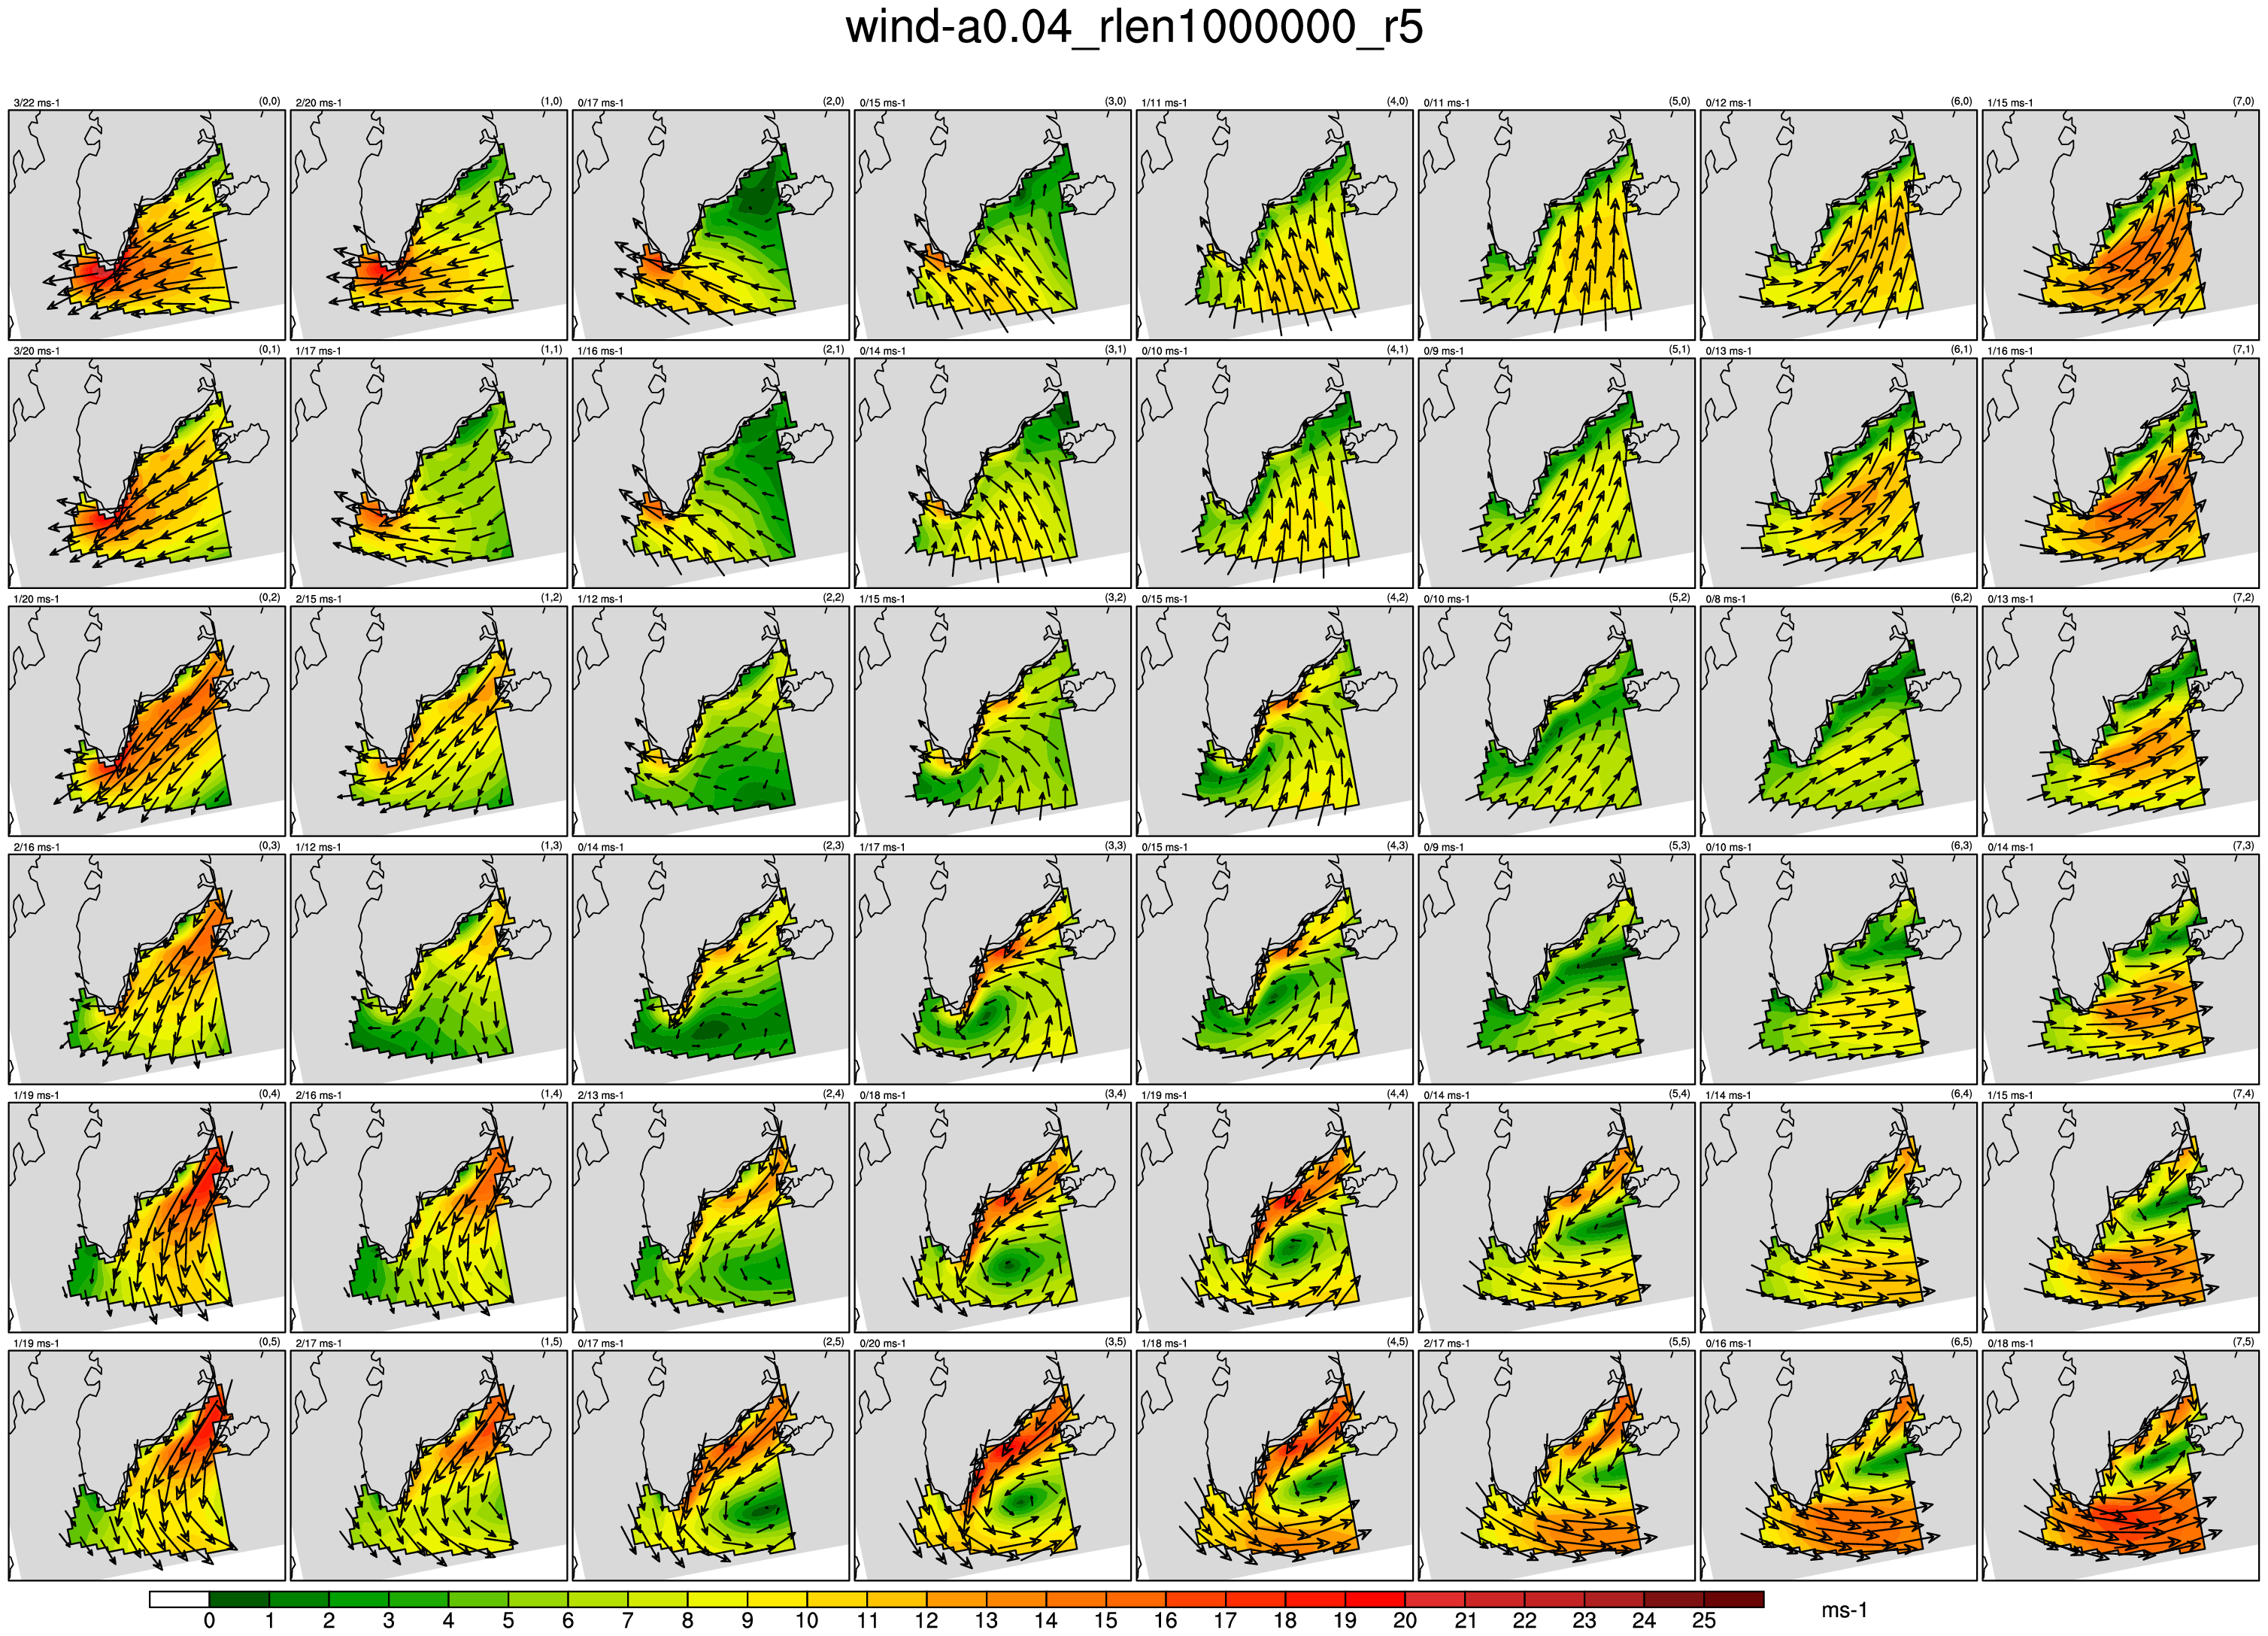 wind-a0.04_rlen1000000_r5
3/22 ms-1 (0,0) 2/20 ms-1 (1,0) 0/17 ms-1 (2,0) 0/15 ms-1 (3,0) 1/11 ms-1 (4,0) 0/11 ms-1 (5,0) 0/12 ms-1 (6,0) 1/15 ms-1 (7,0)
3/20 ms-1 (0,1) 1/17 ms-1 (1,1) 1/16 ms-1 (2,1) 0/14 ms-1 (3,1) 0/10 ms-1 (4,1) 0/9 ms-1 (5,1) 0/13 ms-1 (6,1) 1/16 ms-1 (7,1)
1/20 ms-1 (0,2) 2/15 ms-1 (1,2) 1/12 ms-1 (2,2) 1/15 ms-1 (3,2) 0/15 ms-1 (4,2) 0/10 ms-1 (5,2) 0/8 ms-1 (6,2) 0/13 ms-1 (7,2)
2/16 ms-1 (0,3) 1/12 ms-1 (1,3) 0/14 ms-1 (2,3) 1/17 ms-1 (3,3) 0/15 ms-1 (4,3) 0/9 ms-1 (5,3) 0/10 ms-1 (6,3) 0/14 ms-1 (7,3)
1/19 ms-1 (0,4) 2/16 ms-1 (1,4) 2/13 ms-1 (2,4) 0/18 ms-1 (3,4) 1/19 ms-1 (4,4) 0/14 ms-1 (5,4) 1/14 ms-1 (6,4) 1/15 ms-1 (7,4)
1/19 ms-1 (0,5) 2/17 ms-1 (1,5) 0/17 ms-1 (2,5) 0/20 ms-1 (3,5) 1/18 ms-1 (4,5) 2/17 ms-1 (5,5) 0/16 ms-1 (6,5) 0/18 ms-1 (7,5)
0 1 2 3 4 5 6 7 8 9 10 11 12 13 14 15 16 17 18 19 20 21 22 23 24 25 ms-1